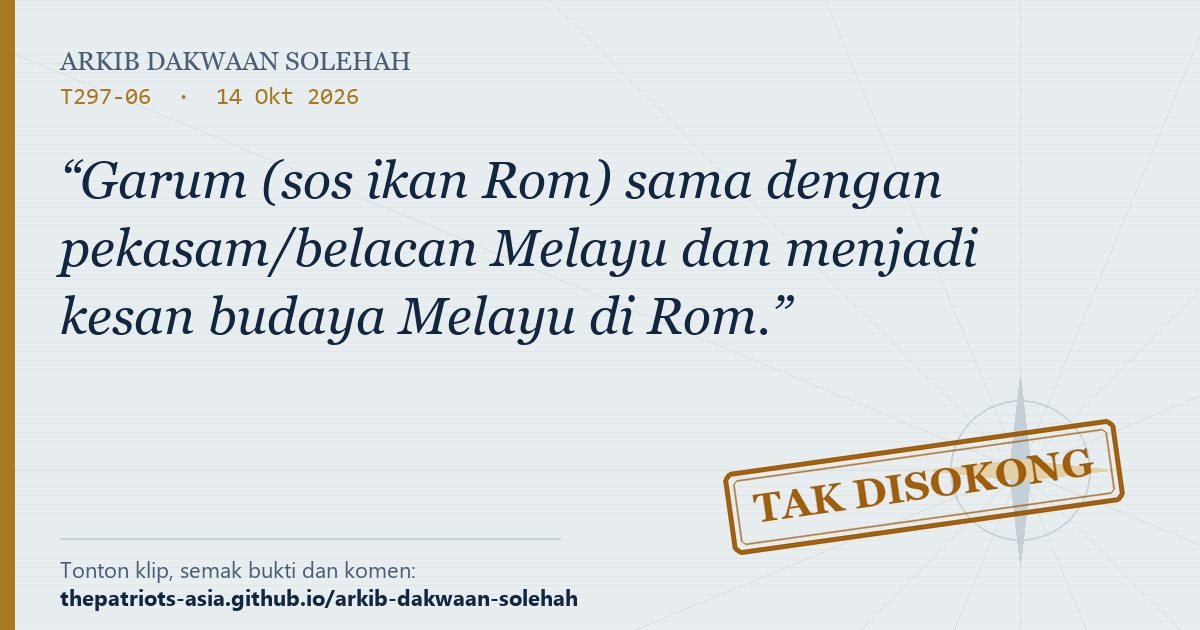 ARKIB DAKWAAN SOLEHAH
T297-06 · 14 Okt 2026
“Garum (sos ikan Rom) sama dengan
pekasam/belacan Melayu dan menjadi
kesan budaya Melayu di Rom.”
TAK DISOKONG
Tonton klip, semak bukti dan komen:
thepatriots-asia.github.io/arkib-dakwaan-solehah